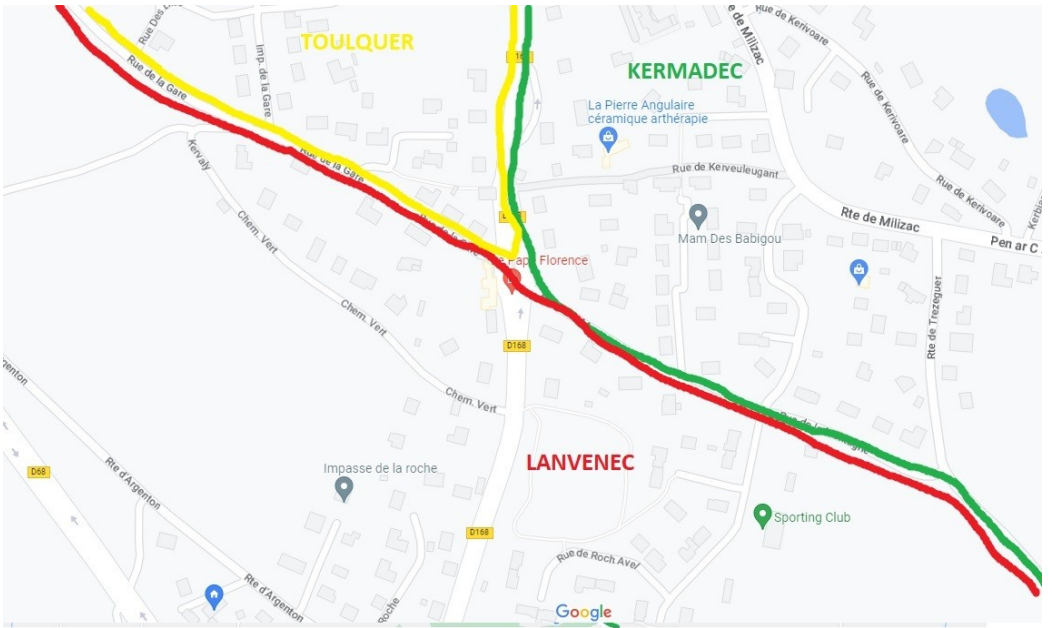 Rue de Kerivoare
Rue de Milizac
TOULQUER
Imp. de la Gare
Rue de la Gare
KERMADEC
La Pierre Angulaire
céramique arthérapie
Rue de Kerivoare
Rue de la Gare
Kervaly
Rue de Kerveuleugant
Rue de Kerivoare
Chem. Vert
Mam Des Babigou
Rte de Milizac
Pen ar C
Florence
Chem. Vert
D168
Rte de Trezeguer
Chem. Vert
Rte d'Argenton
LANVENEC
Impasse de la roche
D68
Sporting Club
D168
Rue de Roch Avel
Rte d'Argenton
Roche
Google